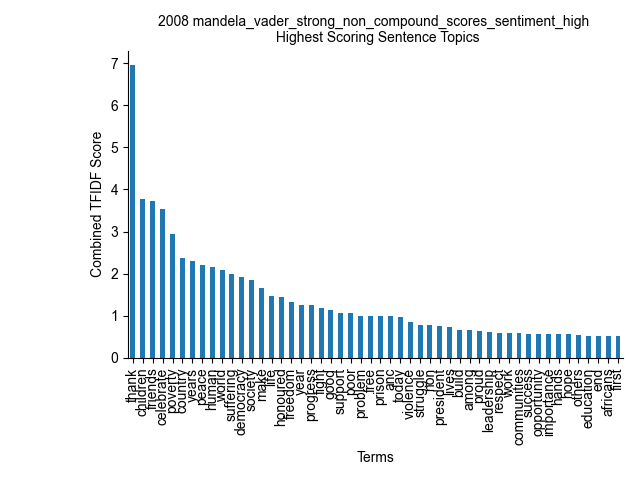 2008 mandela_vader_strong_non_compound_scores_sentiment_high
Highest Scoring Sentence Topics
Combined TFIDF Score
7
6
5
4
3
2
1
0
thank
children
friends
celebrate
poverty
country
years
peace
human
world
suffering
democracy
society
make
life
honoured
freedom
year
progress
good
support
poor
problem
free
prison
anc
today
violence
struggle
president
lives
build
among
proud
leadership
respect
work
communities
success
opportunity
importance
hands
hope
others
education
end
africans
first
Terms